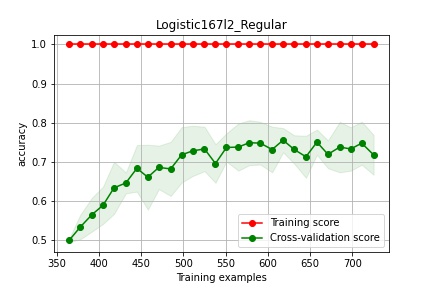 Logistic167l2_Regular
1.0
0.9
0.8
0.7
0.6
0.5
accuracy
350 400 450 500 550 600 650 700
Training examples
Training score
Cross-validation score